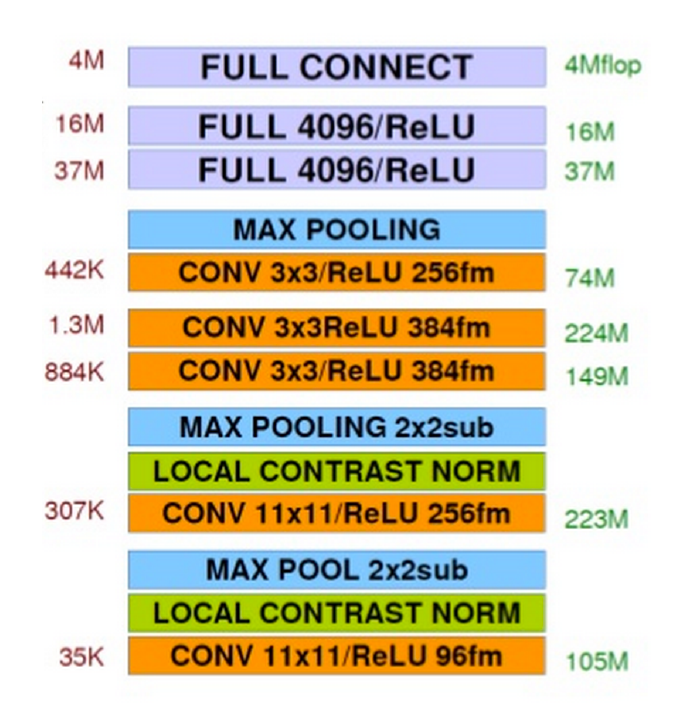 4M FULL CONNECT 4Mflop
16M FULL 4096/ReLU 16M
37M FULL 4096/ReLU 37M
MAX POOLING
442K CONV 3x3/ReLU 256fm 74M
1.3M CONV 3x3ReLU 384fm 224M
884K CONV 3x3/ReLU 384fm 149M
MAX POOLING 2x2sub
LOCAL CONTRAST NORM
307K CONV 11x11/ReLU 256fm 223M
MAX POOL 2x2sub
LOCAL CONTRAST NORM
35K CONV 11x11/ReLU 96fm 105M